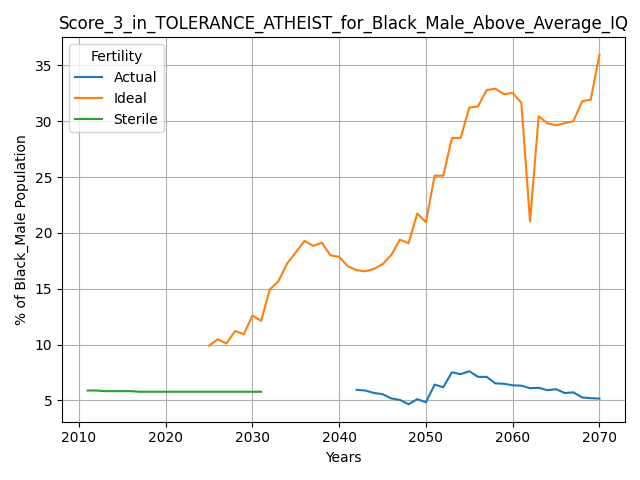 Score_3_in_TOLERANCE_ATHEIST_for_Black_Male_Above_Average_IQ
Fertility
Actual
Ideal
Sterile
% of Black_Male Population
35
30
25
20
15
10
5
2010 2020 2030 2040 2050 2060 2070
Years